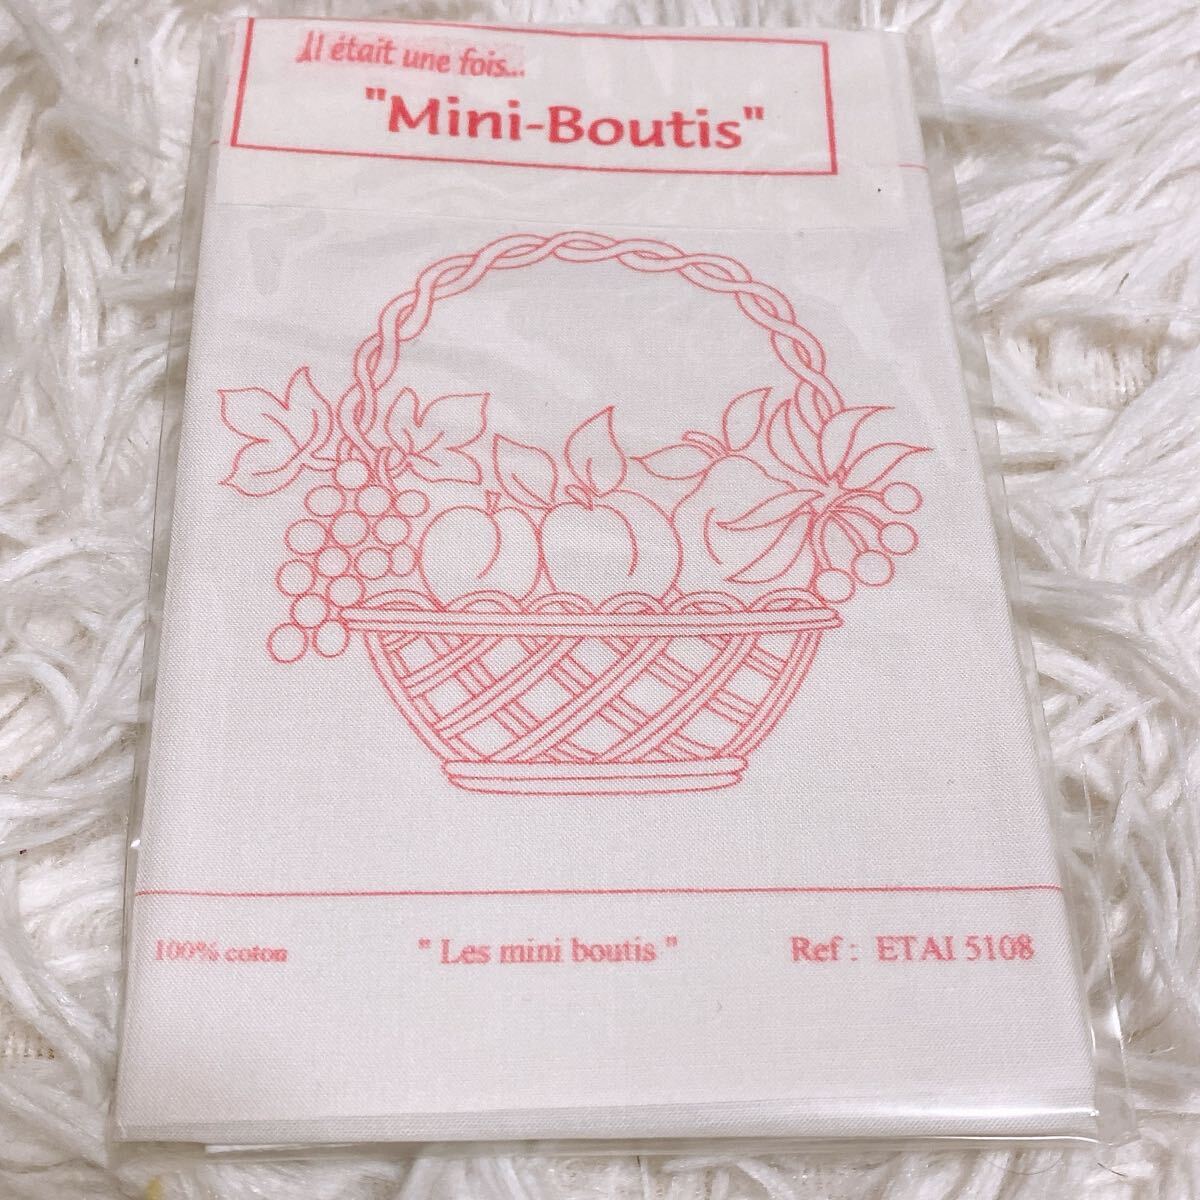 Il était une fois...
"Mini-Boutis"
100% coton
" Les mini boutis "
Ref : ETAI 5108